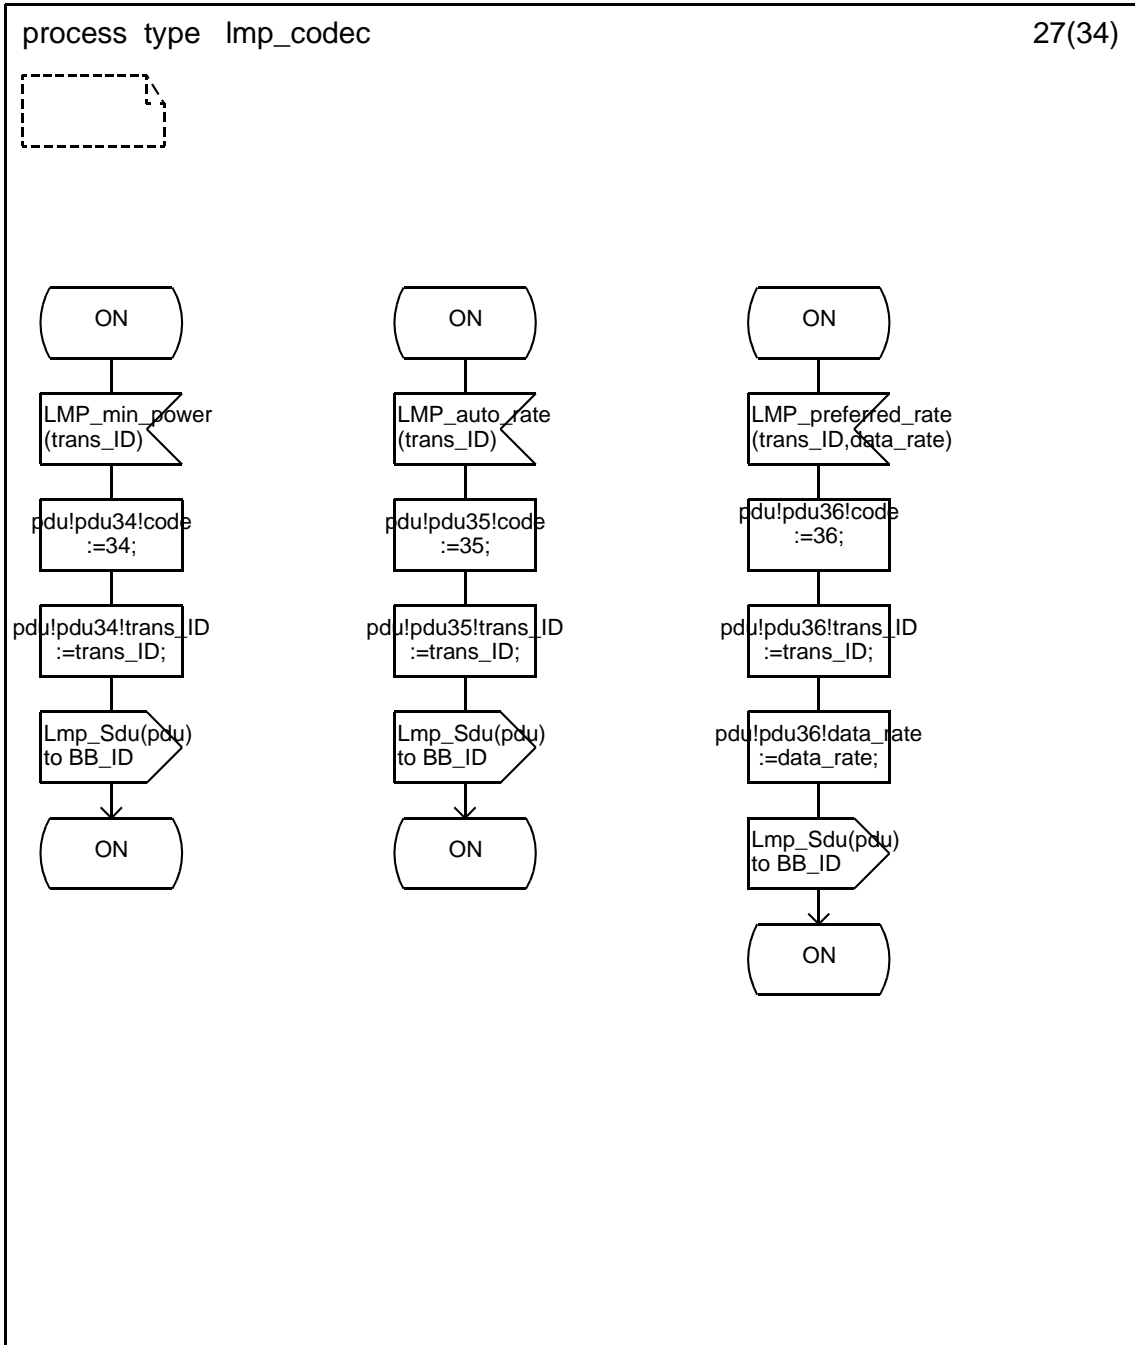 process type lmp_codec
27(34)
ON
LMP_min_power
(trans_ID)
pdu!pdu34!code
:=34;
pdu!pdu34!trans_ID
:=trans_ID;
Lmp_Sdu(pdu)
to BB_ID
ON
ON
LMP_auto_rate
(trans_ID)
pdu!pdu35!code
:=35;
pdu!pdu35!trans_ID
:=trans_ID;
Lmp_Sdu(pdu)
to BB_ID
ON
ON
LMP_preferred_rate
(trans_ID,data_rate)
pdu!pdu36!code
:=36;
pdu!pdu36!trans_ID
:=trans_ID;
pdu!pdu36!data_rate
:=data_rate;
Lmp_Sdu(pdu)
to BB_ID
ON